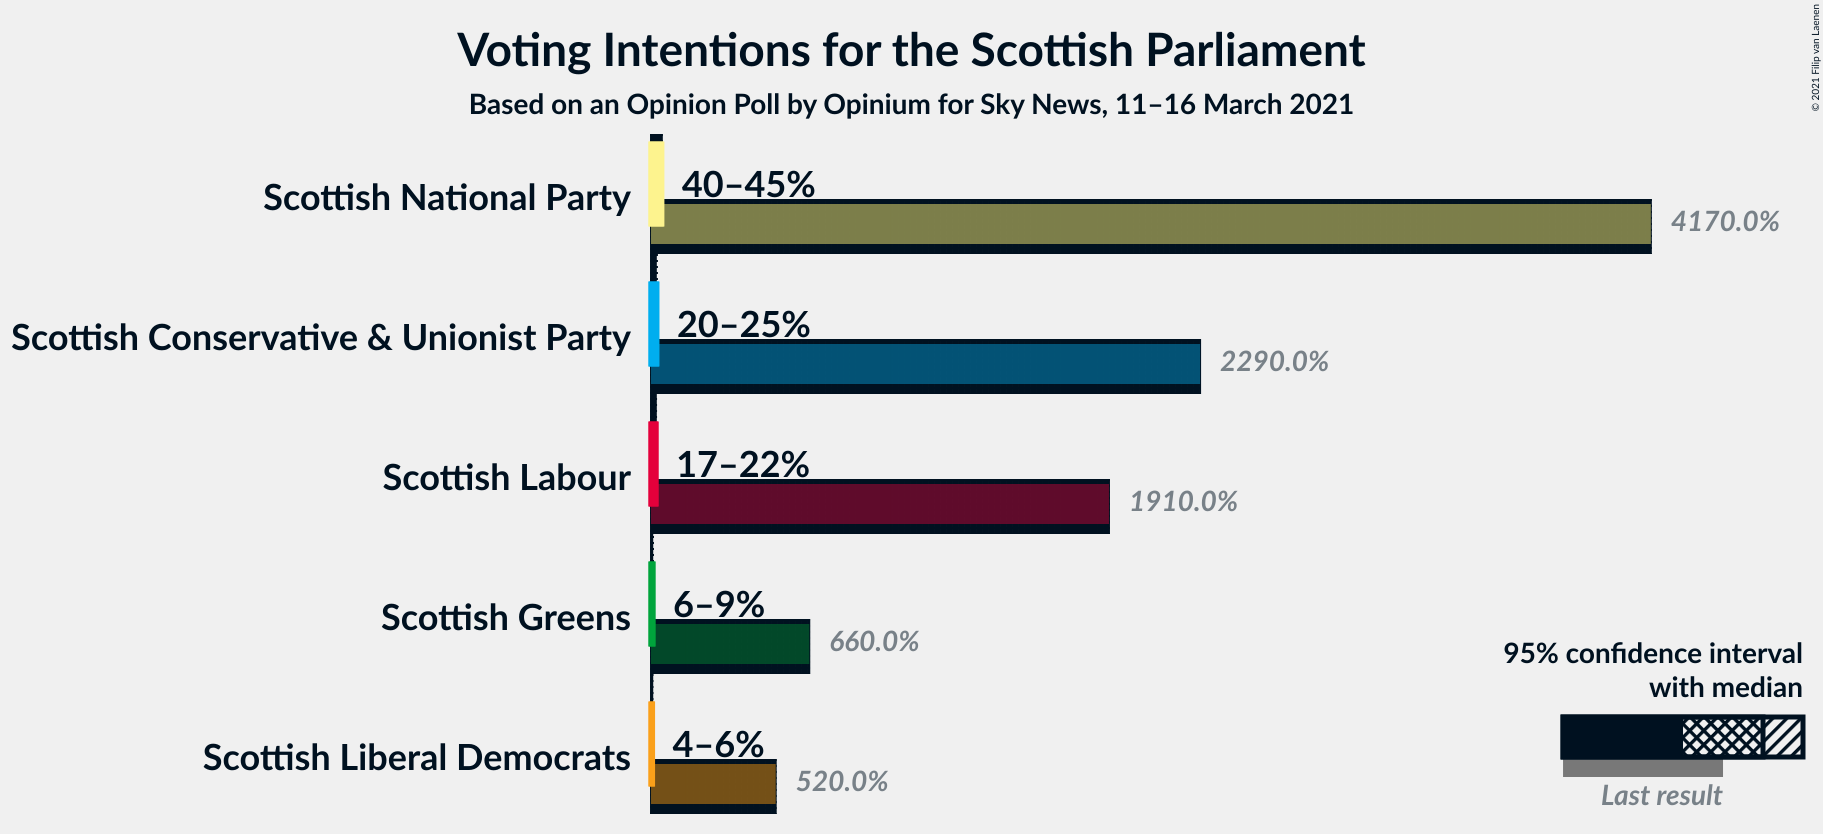 Voting Intentions for the Scottish Parliament
Based on an Opinion Poll by Opinium for Sky News, 11–16 March 2021
© 2021 Filip van Laenen
Scottish National Party
40–45%
4170.0%
Scottish Conservative & Unionist Party
20–25%
2290.0%
Scottish Labour
17–22%
1910.0%
Scottish Greens
6–9%
660.0%
Scottish Liberal Democrats
4–6%
520.0%
95% confidence interval
with median
Last result